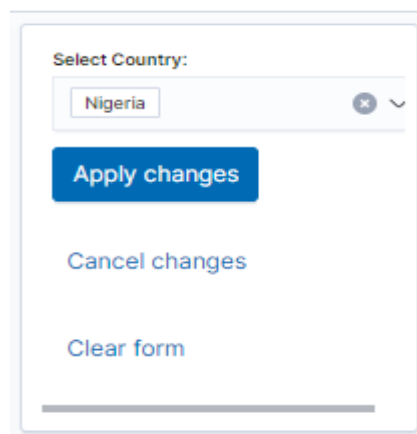 Select Country:
Nigeria
Apply changes
Cancel changes
Clear form